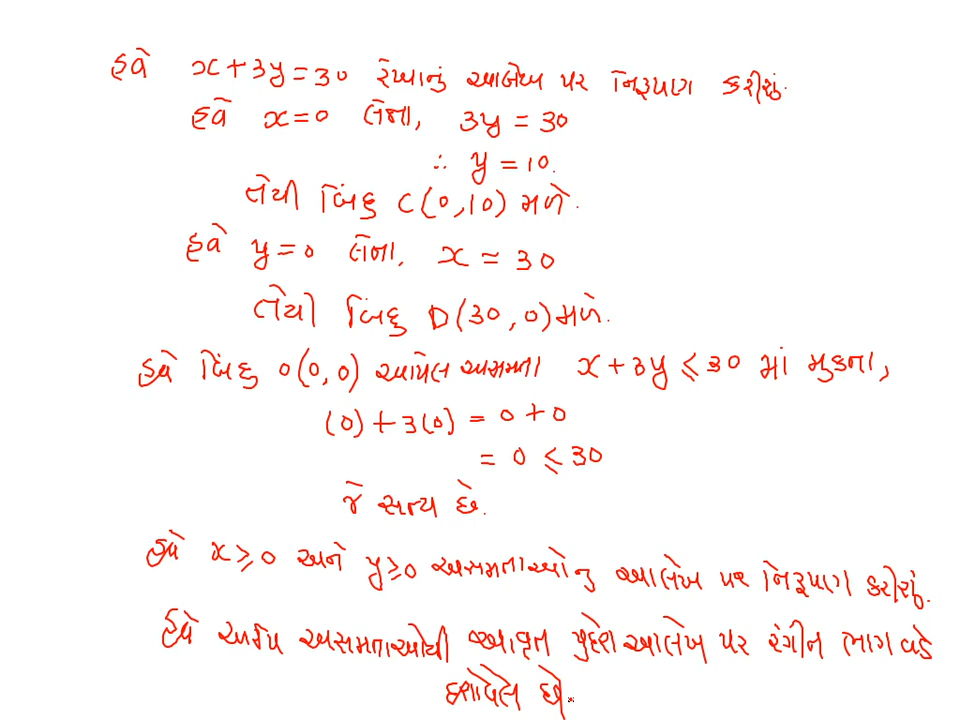 હવે x+3y=30 રેખાનું આલેખ પર નિરૂપણ કરીશું.
હવે x=0 લેતા, 3y=30
∴ y=10.
તેથી બિંદુ C(0,10) મળે.
હવે y=0 લેતા, x=30
તેથી બિંદુ D(30,0) મળે.
હવે બિંદુ O(0,0) આપેલ અસમતા x+3y≤30 માં મુકતા,
(0)+3(0)=0+0
=0≤30
જે સત્ય છે.
હવે x≥0 અને y≥0 અસમતાઓનુ આલેખ પર નિરૂપણ કરીશું.
હવે અસમતાઓથી આવૃત પ્રદેશ આલેખ પર રંગીન ભાગ વડે
દર્શાવેલ છે.